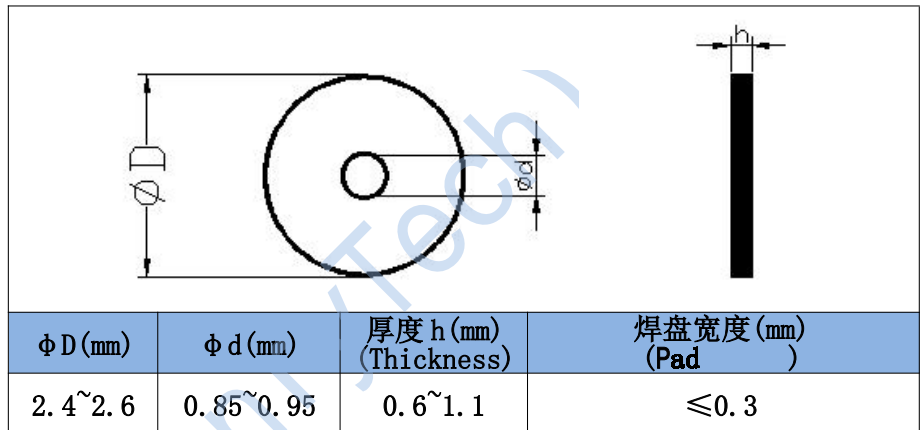 h
ϕD
ϕd
yTech
ΦD(mm) Φd(mm) 厚度h(mm) 焊盘宽度(mm)
(Thickness) (Pad )
2.4~2.6 0.85~0.95 0.6~1.1 ≤0.3